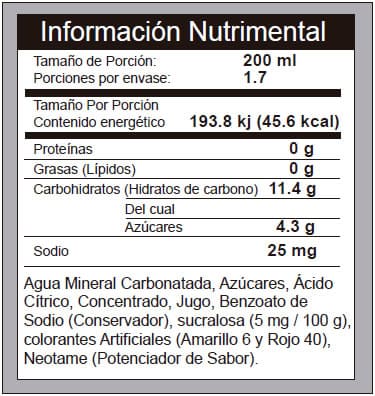 Información Nutrimental
Tamaño de Porción: 200 ml
Porciones por envase: 1.7
Tamaño Por Porción
Contenido energético 193.8 kj (45.6 kcal)
Proteínas 0 g
Grasas (Lípidos) 0 g
Carbohidratos (Hidratos de carbono) 11.4 g
Del cual
Azúcares 4.3 g
Sodio 25 mg
Agua Mineral Carbonatada, Azúcares, Ácido
Cítrico, Concentrado, Jugo, Benzoato de
Sodio (Conservador), sucralosa (5 mg / 100 g),
colorantes Artificiales (Amarillo 6 y Rojo 40),
Neotame (Potenciador de Sabor).